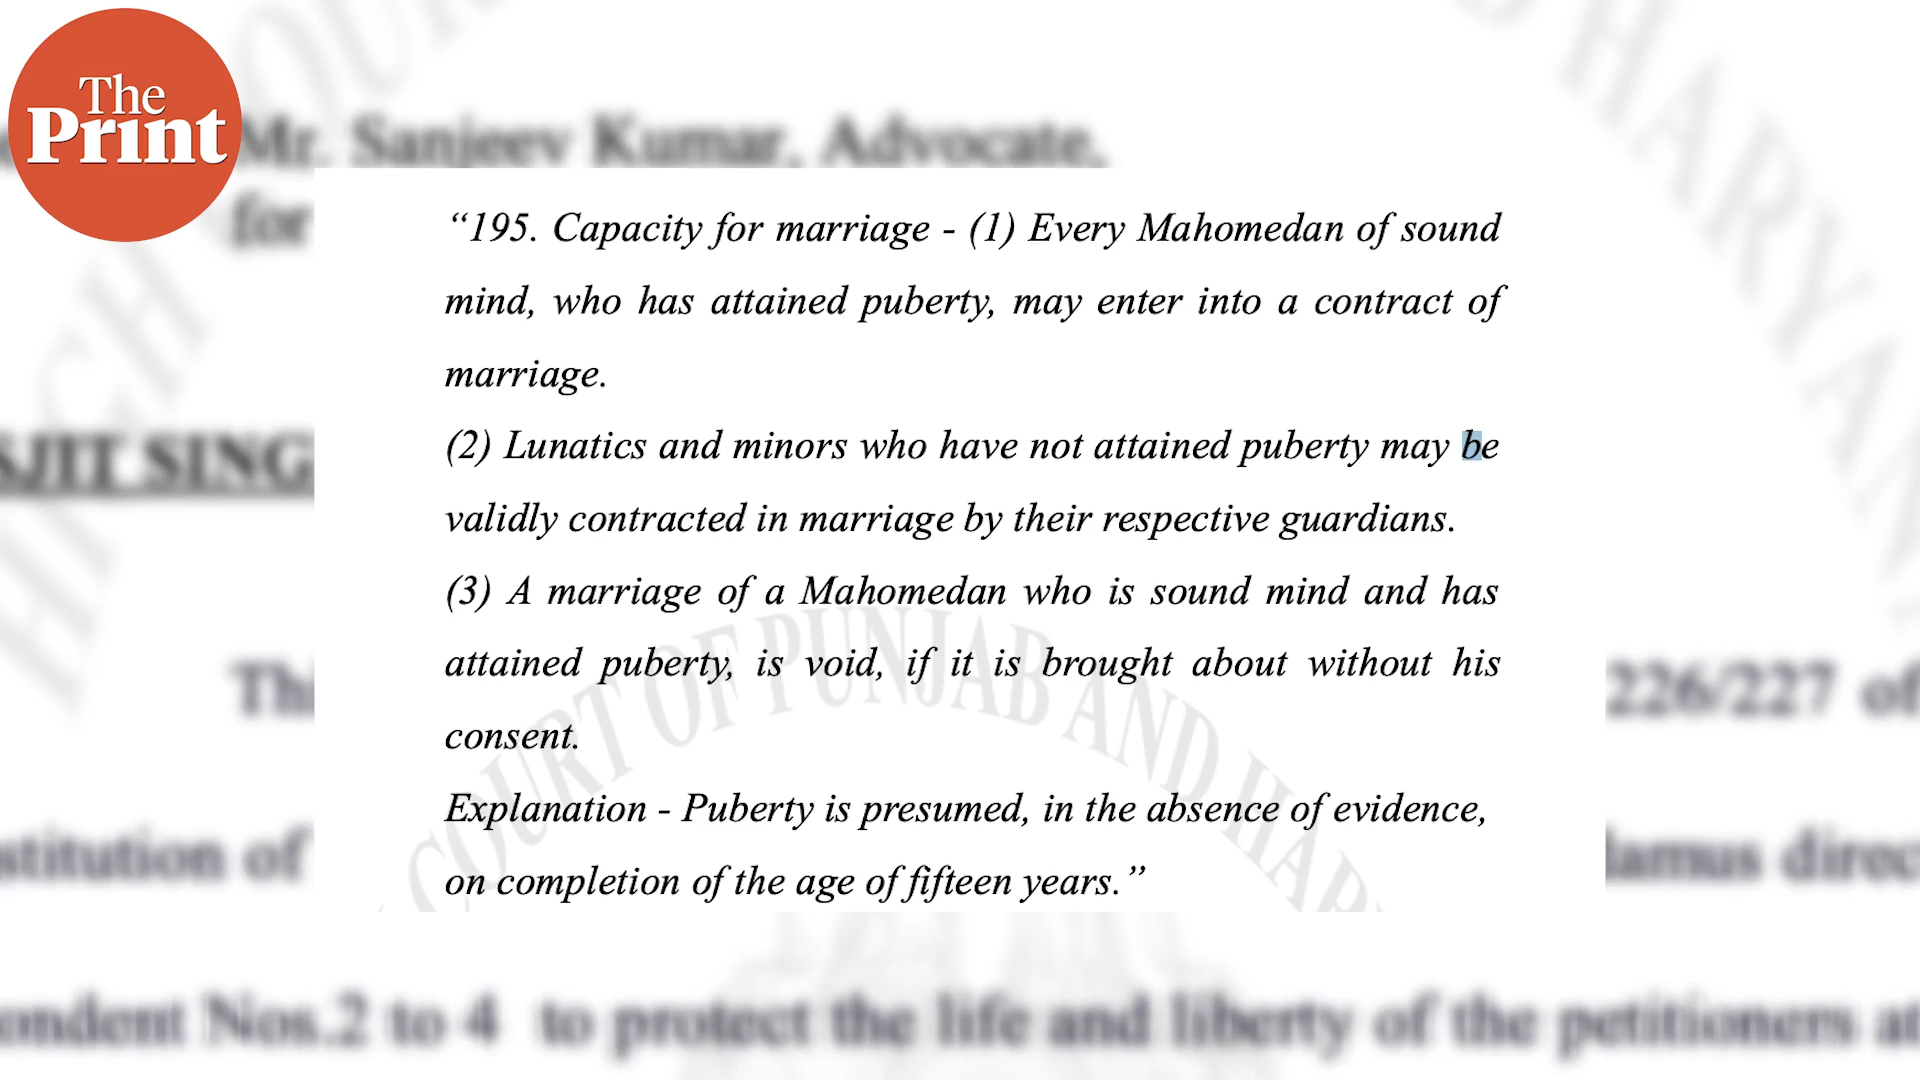 The
Print
Mr. Sanjeev Kumar, Advocate,
for
“195. Capacity for marriage - (1) Every Mahomedan of sound
mind, who has attained puberty, may enter into a contract of
marriage.
(2) Lunatics and minors who have not attained puberty may be
validly contracted in marriage by their respective guardians.
(3) A marriage of a Mahomedan who is sound mind and has
attained puberty, is void, if it is brought about without his
consent.
Explanation - Puberty is presumed, in the absence of evidence,
on completion of the age of fifteen years.”
COURT OF PUNJAB AND HAR
SJIT SING
226/227 of
stitution of
lamus direc
ondent Nos.2 to 4 to protect the life and liberty of the petitioners at